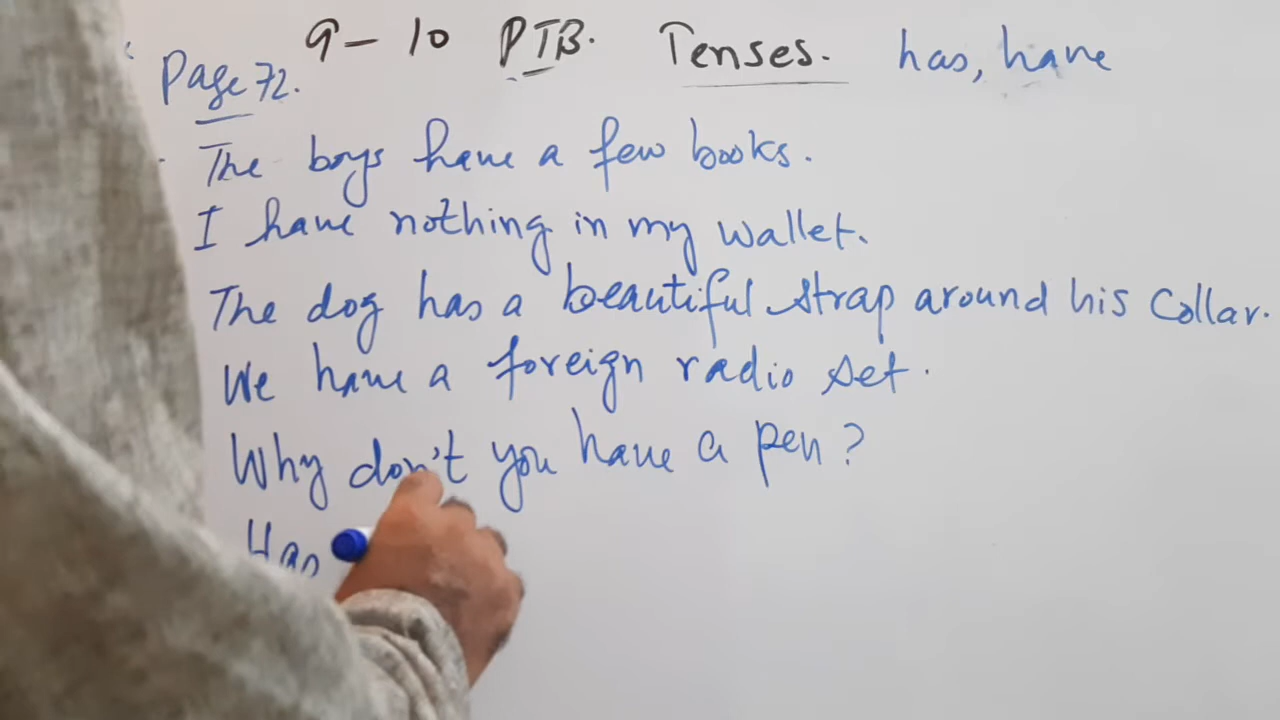 9-10 PTB. Tenses. has, have
Page 72.
The boys have a few books.
I have nothing in my wallet.
The dog has a beautiful strap around his Collar.
We have a foreign radio set.
Why don't you have a pen?
Has